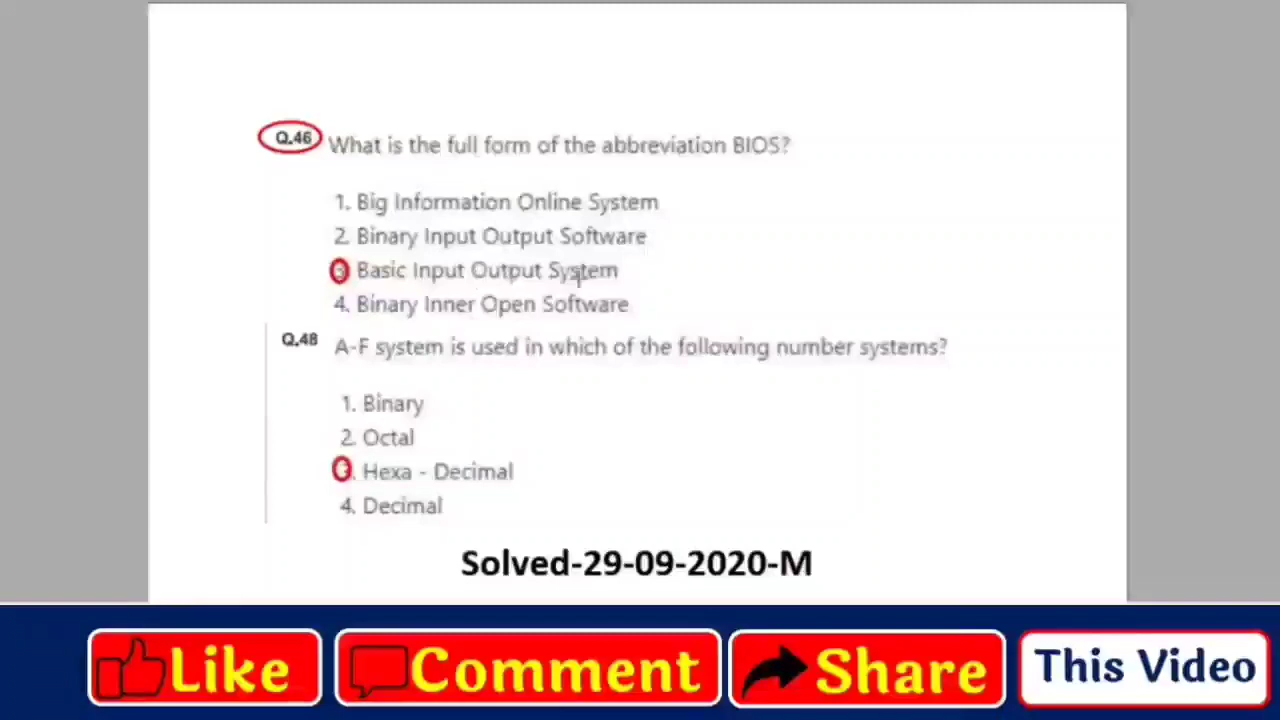 Q.46 What is the full form of the abbreviation BIOS?
1. Big Information Online System
2. Binary Input Output Software
3 Basic Input Output System
4. Binary Inner Open Software
Q.48 A-F system is used in which of the following number systems?
1. Binary
2. Octal
3. Hexa - Decimal
4. Decimal
Solved-29-09-2020-M
Like Comment Share This Video